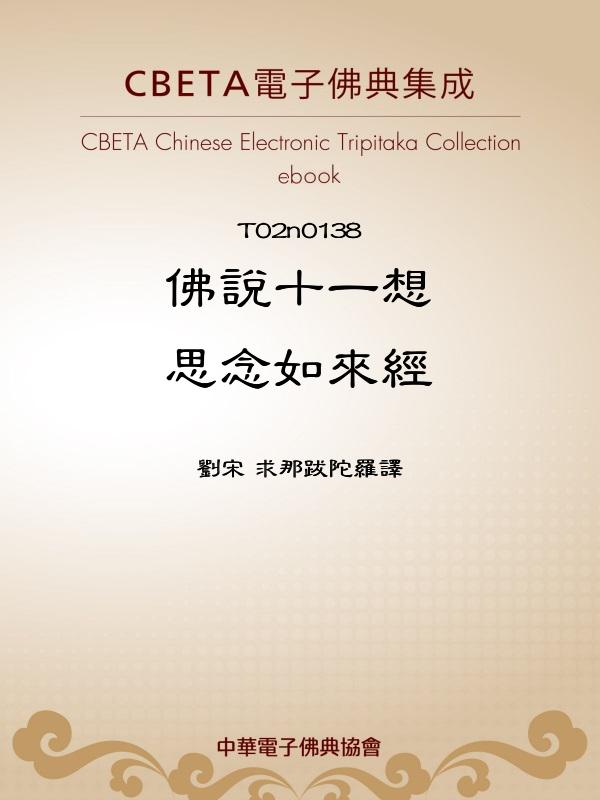 CBETA電子佛典集成
CBETA Chinese Electronic Tripitaka Collection
ebook
T02n0138
佛說十一想
思念如來經
劉宋 求那跋陀羅譯
中華電子佛典協會